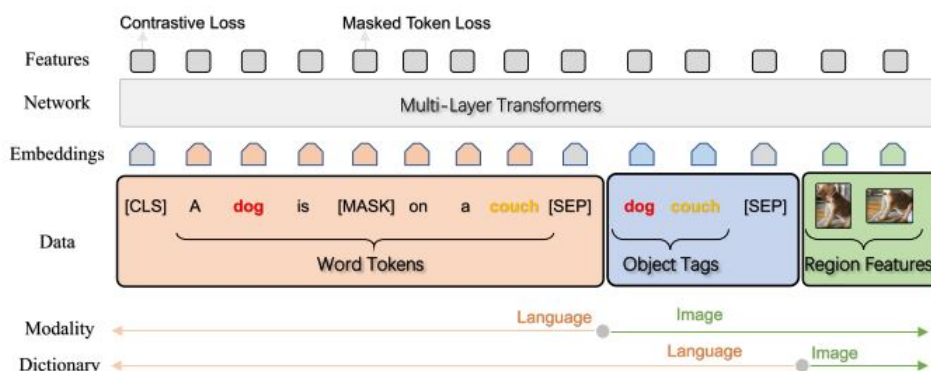 Contrastive Loss
Masked Token Loss
Features
Network
Multi-Layer Transformers
Embeddings
Data
[CLS] A dog is [MASK] on a couch [SEP] dog couch [SEP]
Word Tokens
Object Tags
Region Features
Modality
Language
Image
Dictionary
Language
Image